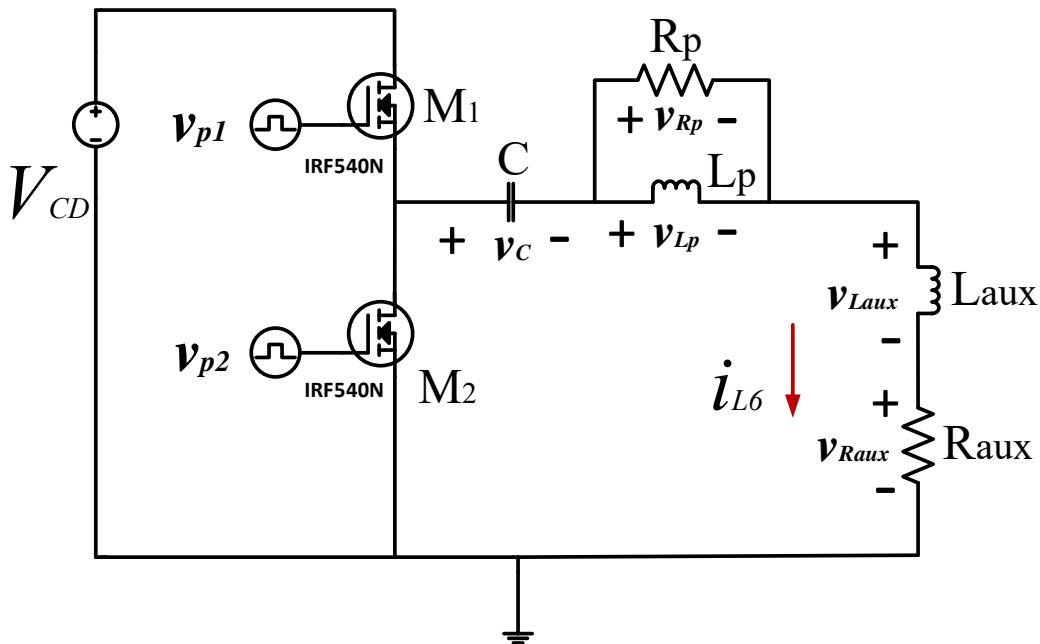 Rp
+ vRp -
vp1
M1
IRF540N
C
Lp
VCD
+ vC -
+ vLp -
+
vLaux
Laux
-
vp2
IRF540N
M2
iL6
+
vRaux
Raux
-